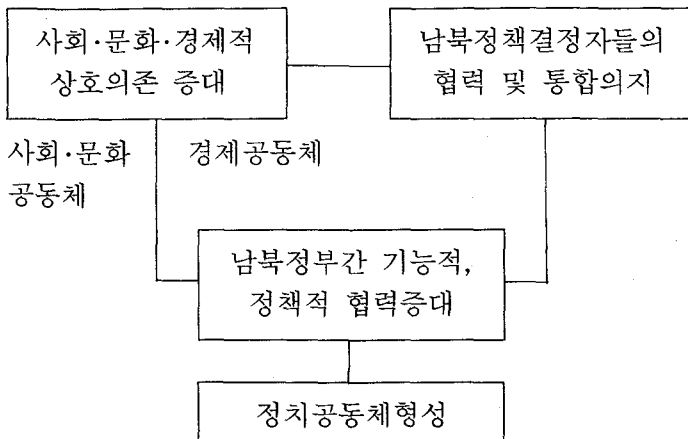 사회·문화·경제적
상호의존 증대
남북정책결정자들의
협력 및 통합의지
사회·문화
공동체
경제공동체
남북정부간 기능적,
정책적 협력증대
정치공동체형성